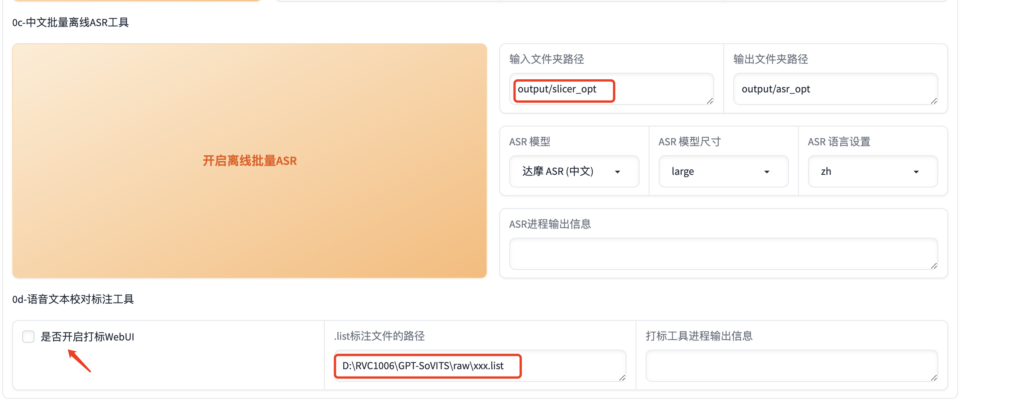 0c-中文批量离线ASR工具
开启离线批量ASR
输入文件夹路径
output/slicer_opt
输出文件夹路径
output/asr_opt
ASR 模型
达摩 ASR (中文)
ASR 模型尺寸
large
ASR 语言设置
zh
ASR进程输出信息
0d-语音文本校对标注工具
是否开启打标WebUI
.list标注文件的路径
D:\RVC1006\GPT-SoVITS\raw\xxx.list
打标工具进程输出信息